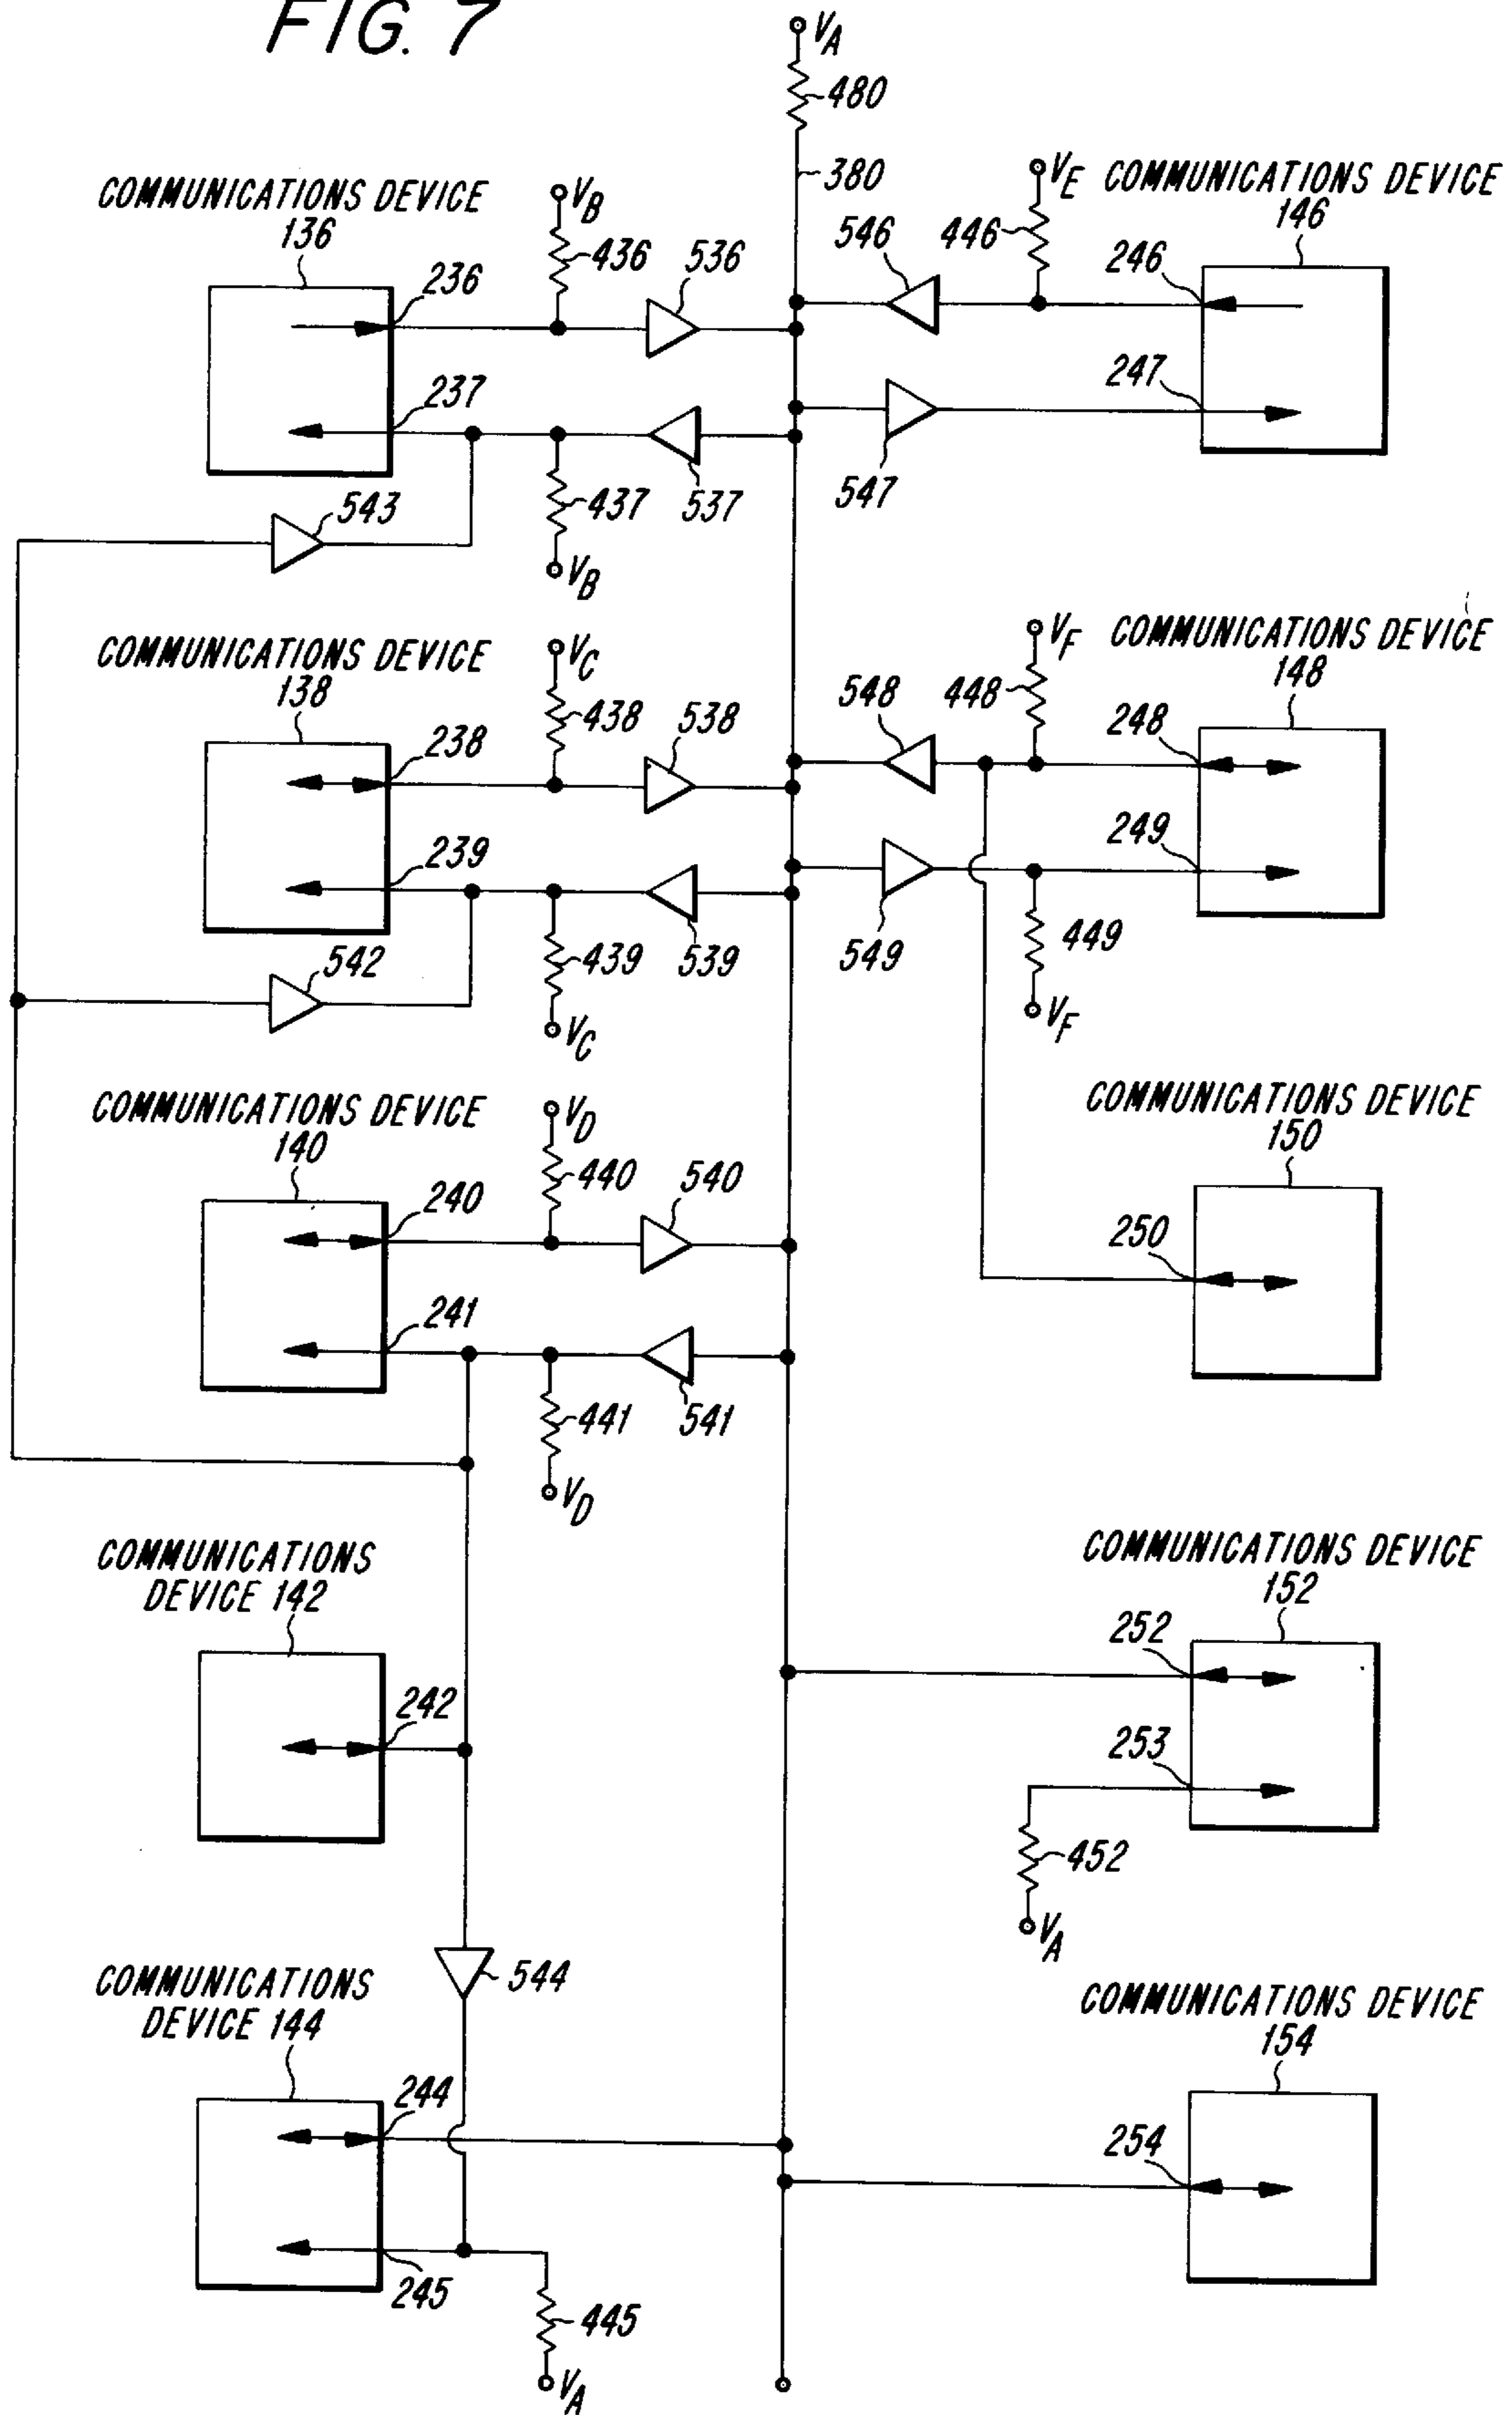 FIG. 7
VA
480
380
COMMUNICATIONS DEVICE
136
VB
436
536
236
237
437
537
VB
543
VE
COMMUNICATIONS DEVICE
146
546
446
246
247
547
COMMUNICATIONS DEVICE
138
VC
438
538
238
239
439
539
VC
542
VF
COMMUNICATIONS DEVICE
148
548
448
248
249
549
449
VF
COMMUNICATIONS DEVICE
140
VD
440
540
240
241
441
541
VD
COMMUNICATIONS DEVICE
150
250
COMMUNICATIONS
DEVICE 142
242
544
COMMUNICATIONS DEVICE
152
252
253
452
VA
COMMUNICATIONS
DEVICE 144
244
245
445
VA
COMMUNICATIONS DEVICE
154
254